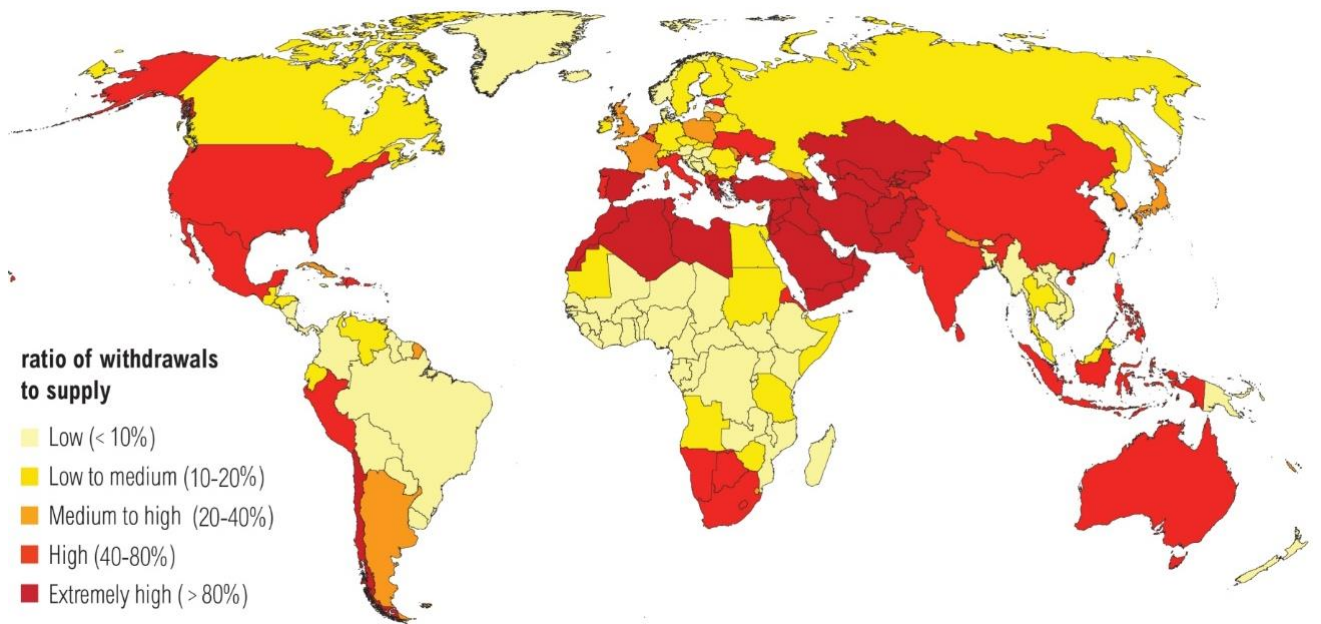 ratio of withdrawals
to supply
Low (< 10%)
Low to medium (10-20%)
Medium to high (20-40%)
High (40-80%)
Extremely high (> 80%)